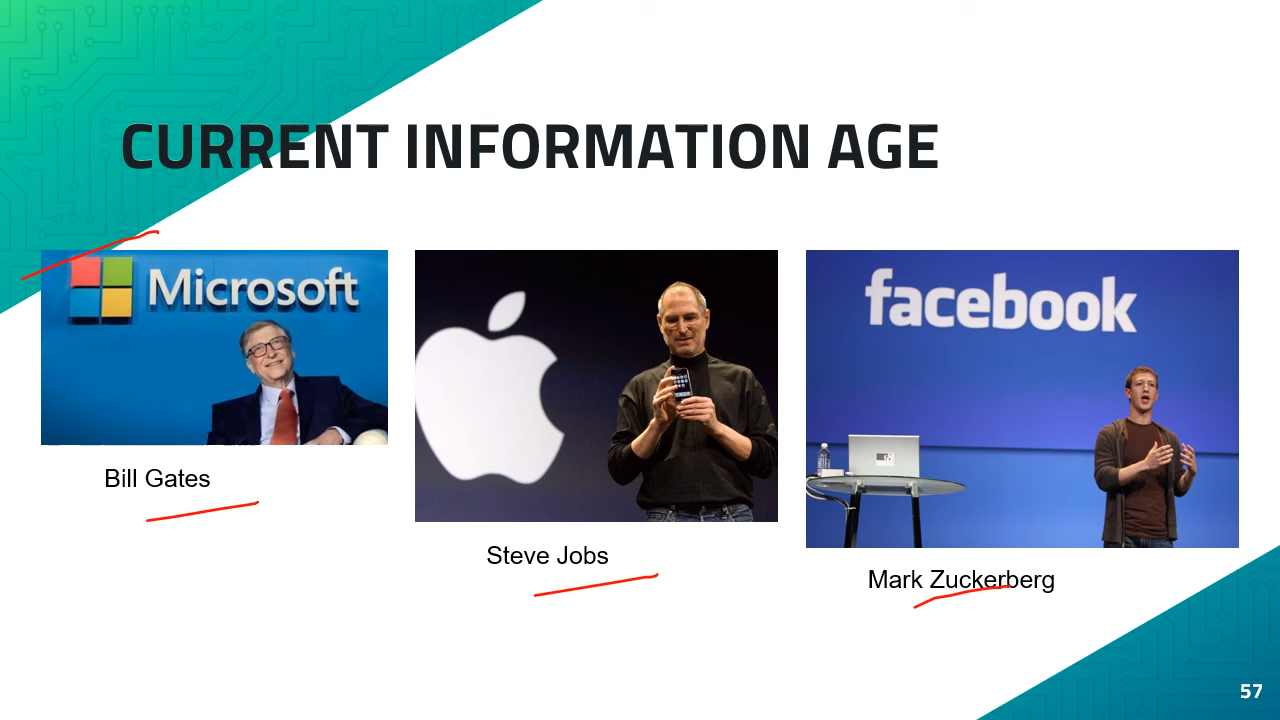 CURRENT INFORMATION AGE
Microsoft
facebook
Bill Gates
Steve Jobs
Mark Zuckerberg
57